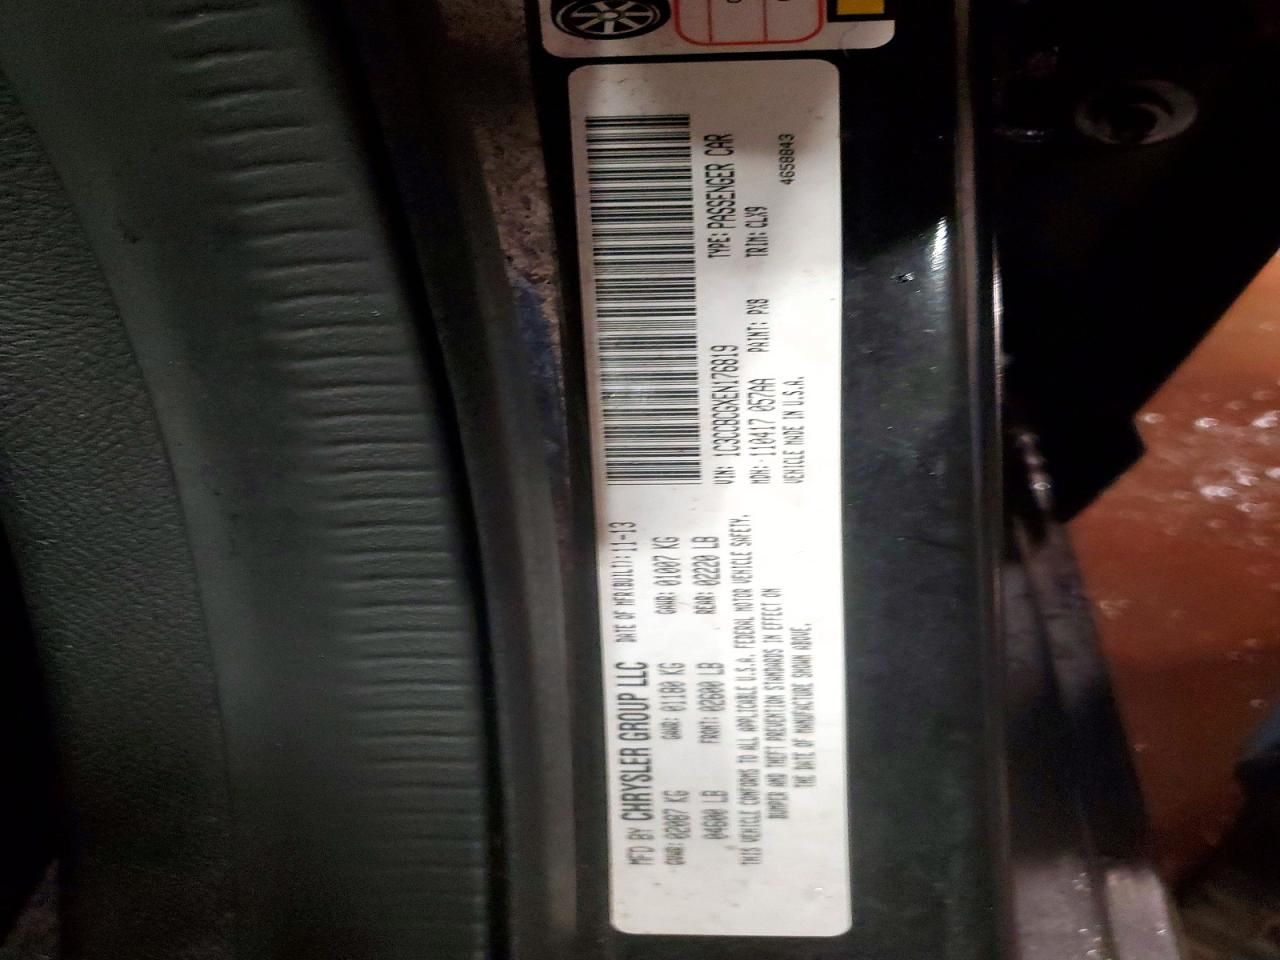 MFD BY CHRYSLER GROUP LLC DATE OF MFR(BUILT): 11-13
GVWR: 02087 KG GAWR: 01180 KG GAWR: 01007 KG
04600 LB FRONT: 02600 LB REAR: 02220 LB
THIS VEHICLE CONFORMS TO ALL APPLICABLE U.S.A. FEDERAL MOTOR VEHICLE SAFETY,
BUMPER AND THEFT PREVENTION STANDARDS IN EFFECT ON
THE DATE OF MANUFACTURE SHOWN ABOVE.
VIN: 1C3CCBCGXEN176819 TYPE: PASSENGER CAR
MDH: 110417 057AA PAINT: PX8 TRIM: CLX9
VEHICLE MADE IN U.S.A. 4658843